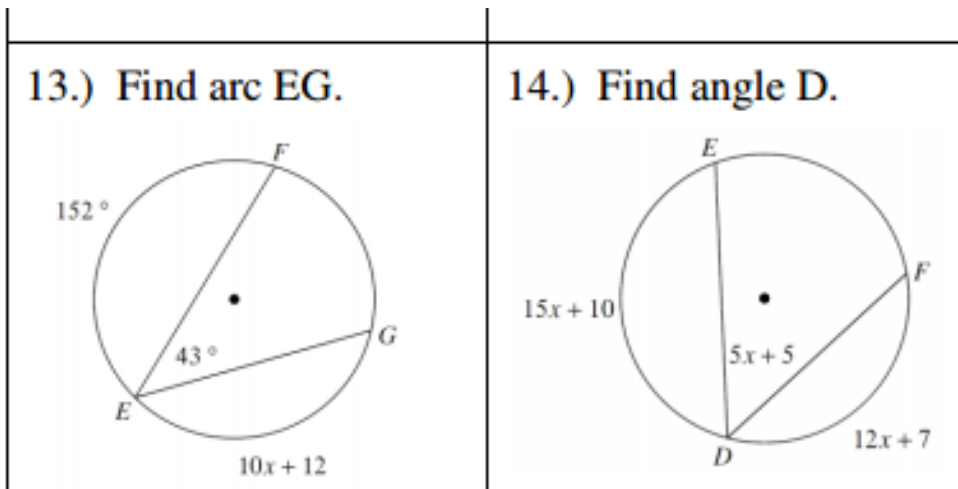 13.) Find arc EG.
F
152°
G
43°
E
10x + 12
14.) Find angle D.
E
F
15x + 10
5x + 5
12x + 7
D